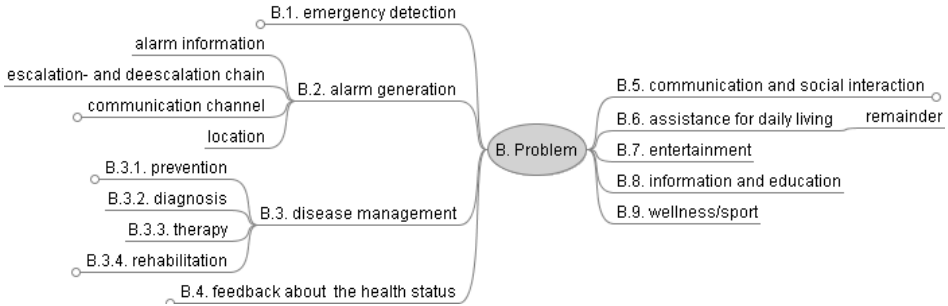 B.1. emergency detection
alarm information
escalation- and deescalation chain
B.2. alarm generation
communication channel
location
B.3.1. prevention
B.3.2. diagnosis
B.3. disease management
B.3.3. therapy
B.3.4. rehabilitation
B.4. feedback about the health status
B. Problem
B.5. communication and social interaction
B.6. assistance for daily living
remainder
B.7. entertainment
B.8. information and education
B.9. wellness/sport